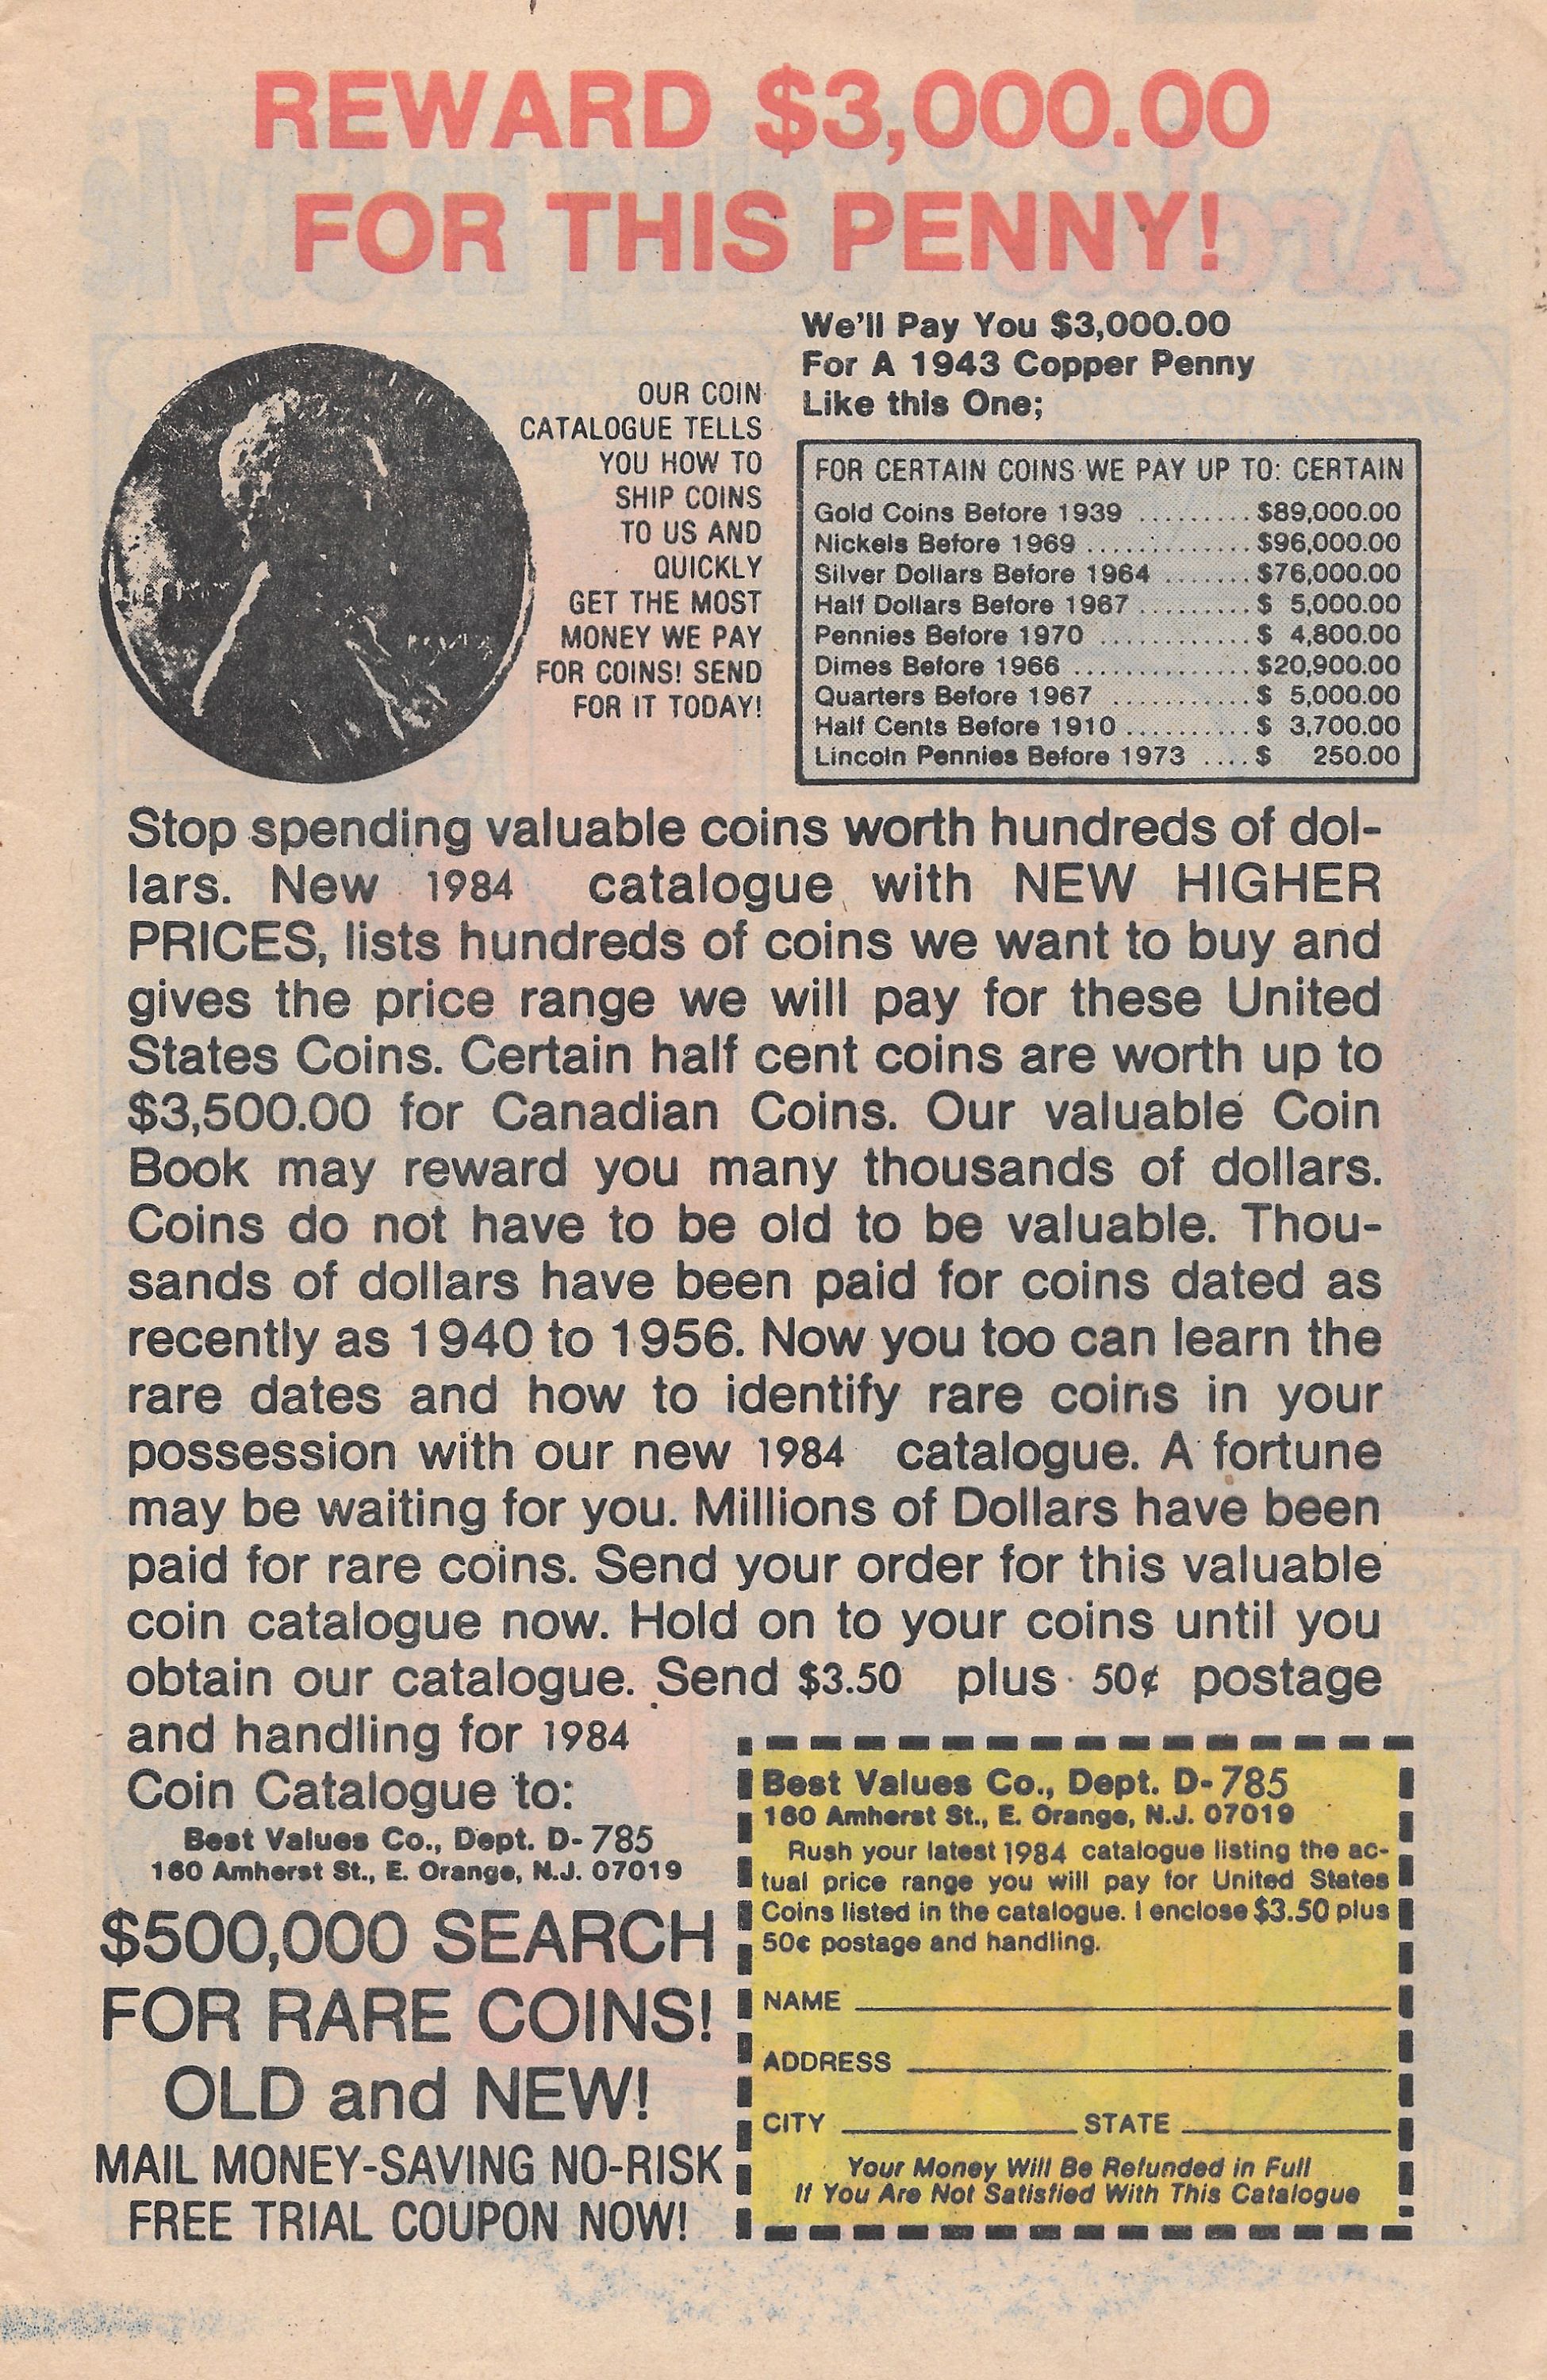 REWARD $3,000.00
FOR THIS PENNY!
OUR COIN
CATALOGUE TELLS
YOU HOW TO
SHIP COINS
TO US AND
QUICKLY
GET THE MOST
MONEY WE PAY
FOR COINS! SEND
FOR IT TODAY!
We'll Pay You $3,000.00
For A 1943 Copper Penny
Like this One;
FOR CERTAIN COINS WE PAY UP TO: CERTAIN
Gold Coins Before 1939 ......... $89,000.00
Nickels Before 1969 ............. $96,000.00
Silver Dollars Before 1964 ....... $76,000.00
Half Dollars Before 1967 ......... $ 5,000.00
Pennies Before 1970 ............ $ 4,800.00
Dimes Before 1966 .............. $20,900.00
Quarters Before 1967 ........... $ 5,000.00
Half Cents Before 1910 .......... $ 3,700.00
Lincoln Pennies Before 1973 .... $ 250.00
Stop spending valuable coins worth hundreds of dol-
lars. New 1984 catalogue with NEW HIGHER
PRICES, lists hundreds of coins we want to buy and
gives the price range we will pay for these United
States Coins. Certain half cent coins are worth up to
$3,500.00 for Canadian Coins. Our valuable Coin
Book may reward you many thousands of dollars.
Coins do not have to be old to be valuable. Thou-
sands of dollars have been paid for coins dated as
recently as 1940 to 1956. Now you too can learn the
rare dates and how to identify rare coins in your
possession with our new 1984 catalogue. A fortune
may be waiting for you. Millions of Dollars have been
paid for rare coins. Send your order for this valuable
coin catalogue now. Hold on to your coins until you
obtain our catalogue. Send $3.50 plus 50¢ postage
and handling for 1984
Coin Catalogue to:
Best Values Co., Dept. D-785
160 Amherst St., E. Orange, N.J. 07019
$500,000 SEARCH
FOR RARE COINS!
OLD and NEW!
MAIL MONEY-SAVING NO-RISK
FREE TRIAL COUPON NOW!
Best Values Co., Dept. D-785
160 Amherst St., E. Orange, N.J. 07019
Rush your latest 1984 catalogue listing the ac-
tual price range you will pay for United States
Coins listed in the catalogue. I enclose $3.50 plus
50¢ postage and handling.
NAME
ADDRESS
CITY STATE
Your Money Will Be Refunded in Full
If You Are Not Satisfied With This Catalogue